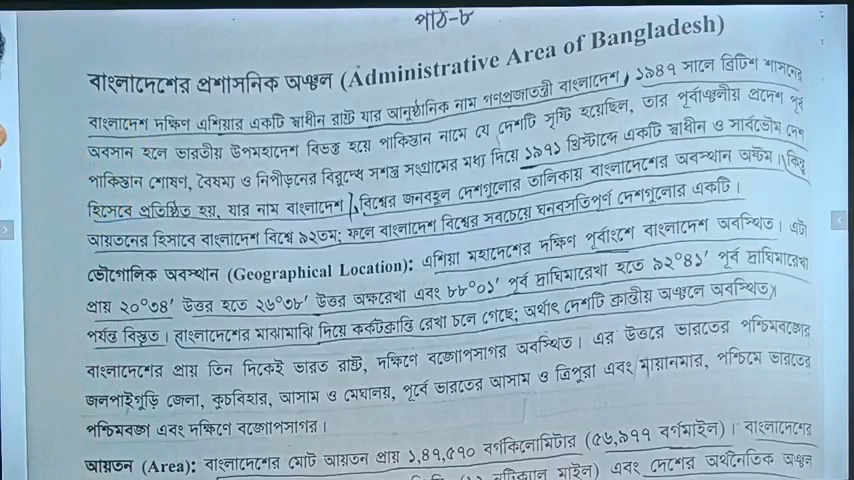 পাঠ-৮
বাংলাদেশের প্রশাসনিক অঞ্চল (Administrative Area of Bangladesh)
বাংলাদেশ দক্ষিণ এশিয়ার একটি স্বাধীন রাষ্ট্র যার আনুষ্ঠানিক নাম গণপ্রজাতন্ত্রী বাংলাদেশ, ১৯৪৭ সালে ব্রিটিশ শাসনের
অবসান হলে ভারতীয় উপমহাদেশ বিভক্ত হয়ে পাকিস্তান নামে যে দেশটি সৃষ্টি হয়েছিল, তার পূর্বাঞ্চলীয় প্রদেশ পূর্ব
পাকিস্তান শোষণ, বৈষম্য ও নিপীড়নের বিরুদ্ধে সশস্ত্র সংগ্রামের মধ্য দিয়ে ১৯৭১ খ্রিস্টাব্দে একটি স্বাধীন ও সার্বভৌম দেশ
হিসেবে প্রতিষ্ঠিত হয়, যার নাম বাংলাদেশ। বিশ্বের জনবহুল দেশগুলোর তালিকায় বাংলাদেশের অবস্থান অষ্টম। কিন্তু
আয়তনের হিসাবে বাংলাদেশ বিশ্বে ৯২তম; ফলে বাংলাদেশ বিশ্বের সবচেয়ে ঘনবসতিপূর্ণ দেশগুলোর একটি।
ভৌগোলিক অবস্থান (Geographical Location): এশিয়া মহাদেশের দক্ষিণ পূর্বাংশে বাংলাদেশ অবস্থিত। এটা
প্রায় ২০°৩৪′ উত্তর হতে ২৬°৩৮′ উত্তর অক্ষরেখা এবং ৮৮°০১′ পূর্ব দ্রাঘিমারেখা হতে ৯২°৪১′ পূর্ব দ্রাঘিমারেখা
পর্যন্ত বিস্তৃত। বাংলাদেশের মাঝামাঝি দিয়ে কর্কটক্রান্তি রেখা চলে গেছে; অর্থাৎ দেশটি ক্রান্তীয় অঞ্চলে অবস্থিত।
বাংলাদেশের প্রায় তিন দিকেই ভারত রাষ্ট্র, দক্ষিণে বঙ্গোপসাগর অবস্থিত। এর উত্তরে ভারতের পশ্চিমবঙ্গের
জলপাইগুড়ি জেলা, কুচবিহার, আসাম ও মেঘালয়, পূর্বে ভারতের আসাম ও ত্রিপুরা এবং মায়ানমার, পশ্চিমে ভারতের
পশ্চিমবঙ্গ এবং দক্ষিণে বঙ্গোপসাগর।
আয়তন (Area): বাংলাদেশের মোট আয়তন প্রায় ১,৪৭,৫৭০ বর্গকিলোমিটার (৫৬,৯৭৭ বর্গমাইল)। বাংলাদেশের
(১২ নটিক্যাল মাইল) এবং দেশের অর্থনৈতিক অঞ্চল